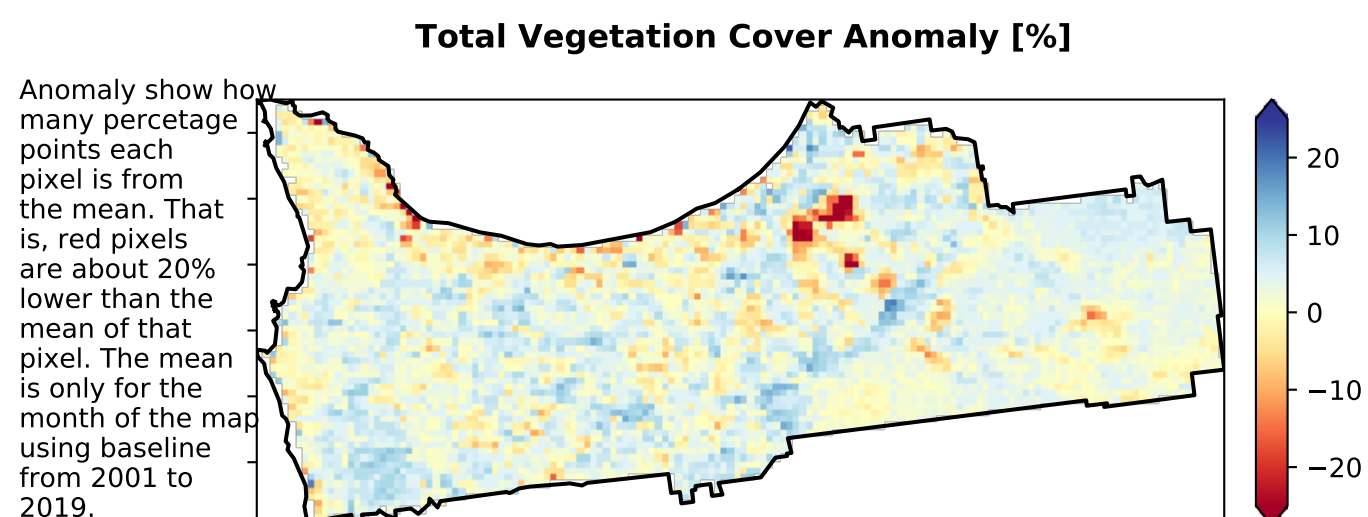 Total Vegetation Cover Anomaly [%]
Anomaly show how
many percetage
points each
pixel is from
the mean. That
is, red pixels
are about 20%
lower than the
mean of that
pixel. The mean
is only for the
month of the map
using baseline
from 2001 to
2019.
20
10
0
−10
−20